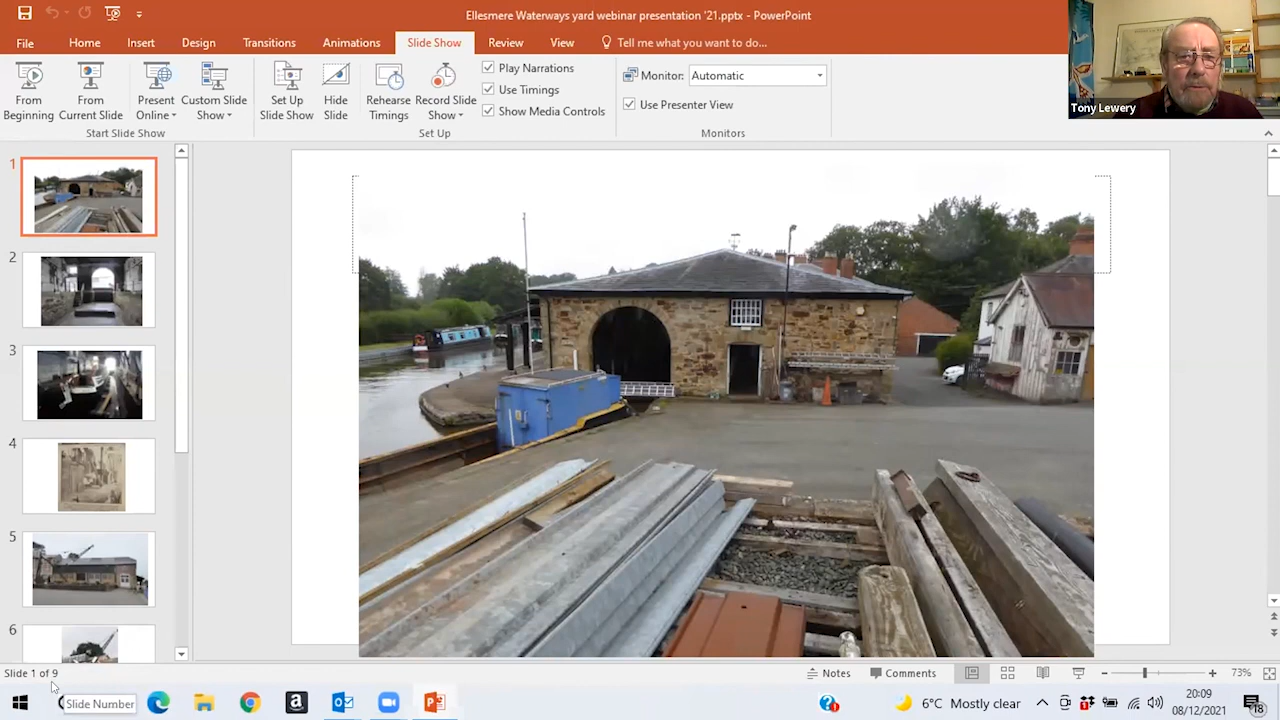 Ellesmere Waterways yard webinar presentation '21.pptx - PowerPoint
File Home Insert Design Transitions Animations Slide Show Review View Tell me what you want to do...
From Beginning
From Current Slide
Present Online
Custom Slide Show
Set Up Slide Show
Hide Slide
Rehearse Timings
Record Slide Show
Play Narrations
Use Timings
Show Media Controls
Monitor: Automatic
Use Presenter View
Start Slide Show
Set Up
Monitors
Tony Lewery
1
2
3
4
5
6
Slide 1 of 9
Notes Comments 73%
Slide Number
6°C Mostly clear
20:09
08/12/2021
18